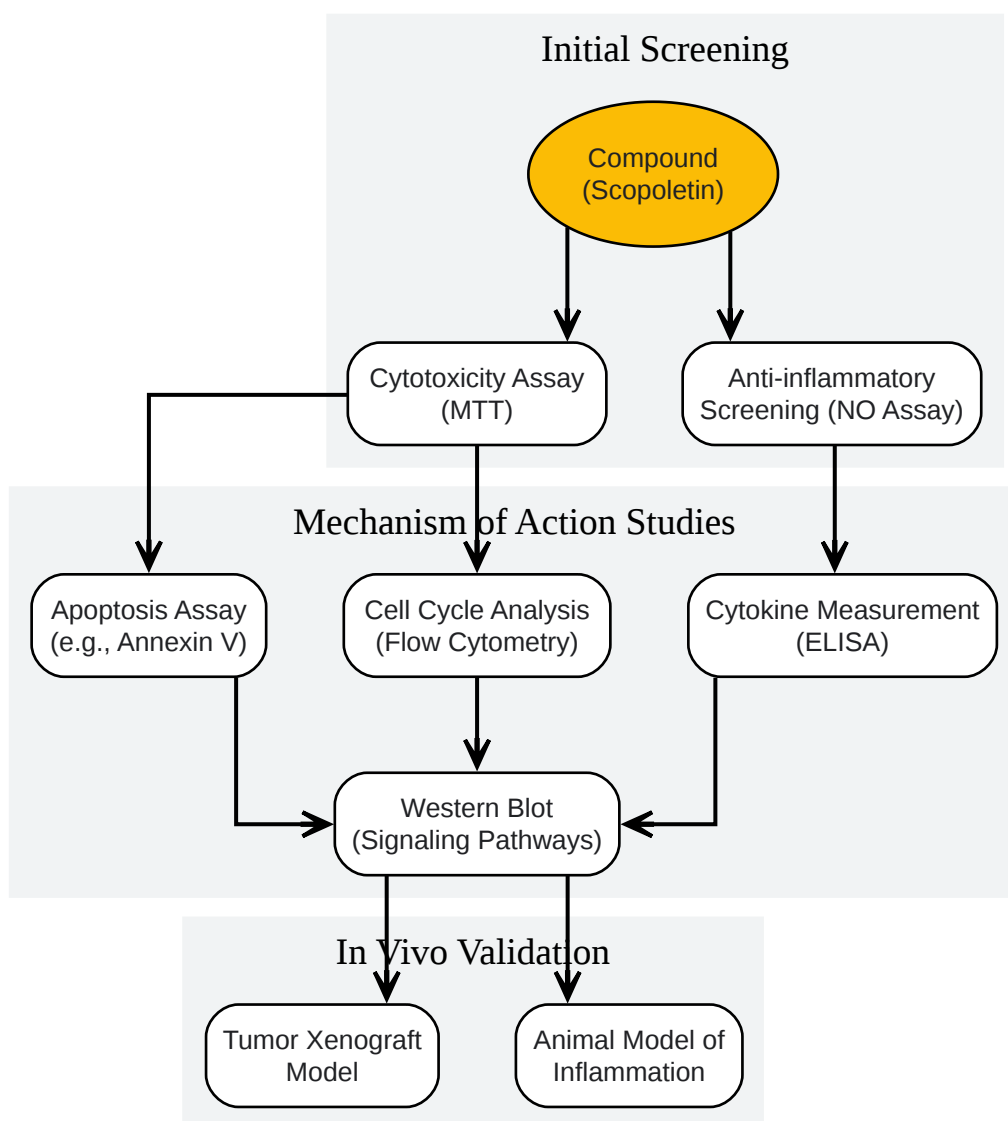 Initial Screening
Compound
(Scopoletin)
Cytotoxicity Assay
(MTT)
Anti-inflammatory
Screening (NO Assay)
Mechanism of Action Studies
Apoptosis Assay
(e.g., Annexin V)
Cell Cycle Analysis
(Flow Cytometry)
Cytokine Measurement
(ELISA)
Western Blot
(Signaling Pathways)
In Vivo Validation
Tumor Xenograft
Model
Animal Model of
Inflammation